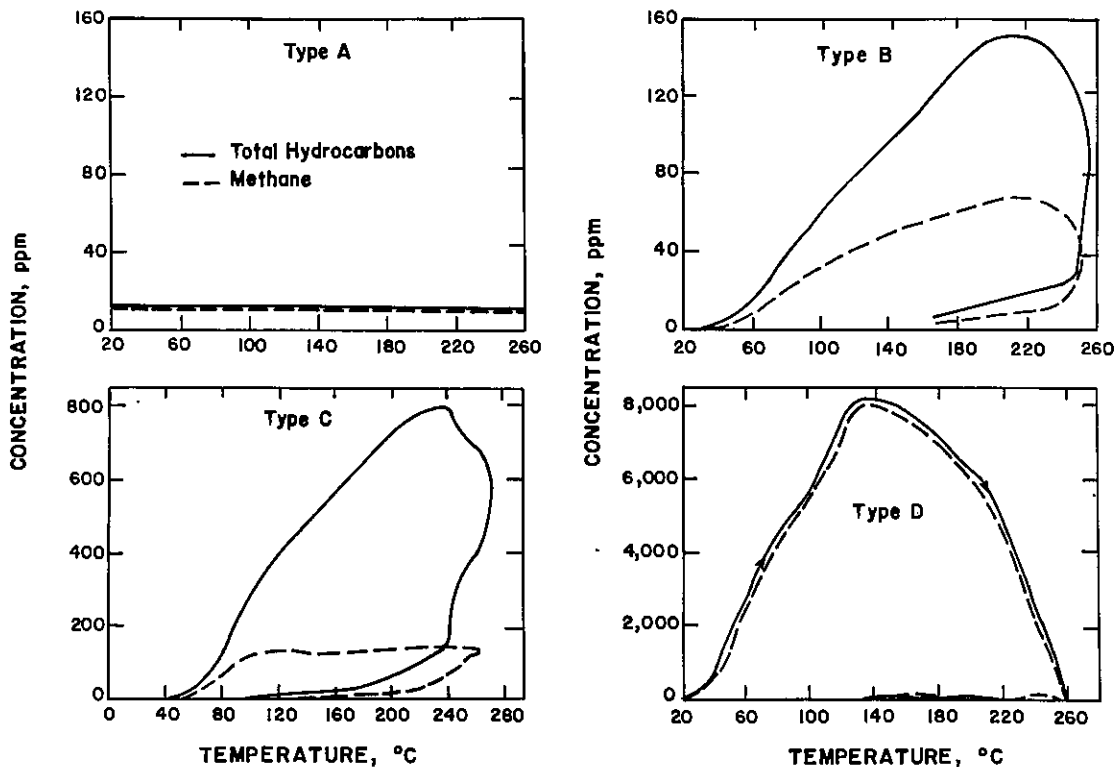 160
120
80
40
0
20 60 100 140 180 220 260
Type A
Total Hydrocarbons
Methane
CONCENTRATION, ppm
160
120
80
40
0
20 60 100 140 180 220 260
Type B
CONCENTRATION, ppm
800
600
400
200
0
0 40 80 120 160 200 240 280
Type C
TEMPERATURE, °C
8,000
6,000
4,000
2,000
0
20 60 100 140 180 220 260
Type D
TEMPERATURE, °C